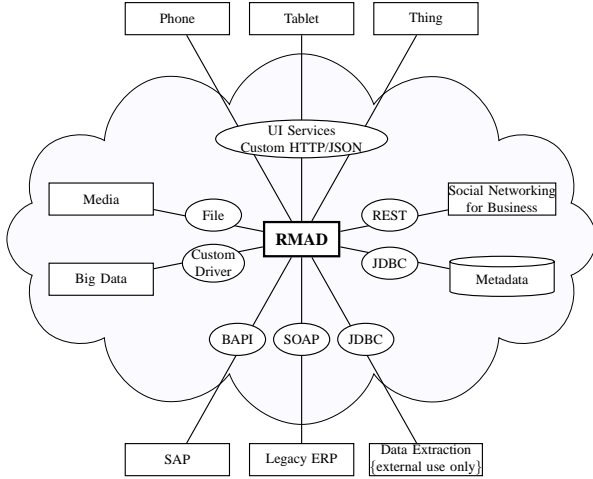 Phone
Tablet
Thing
UI Services
Custom HTTP/JSON
Media
File
REST
Social Networking
for Business
RMAD
Big Data
Custom
Driver
JDBC
Metadata
BAPI
SOAP
JDBC
SAP
Legacy ERP
Data Extraction
{external use only}